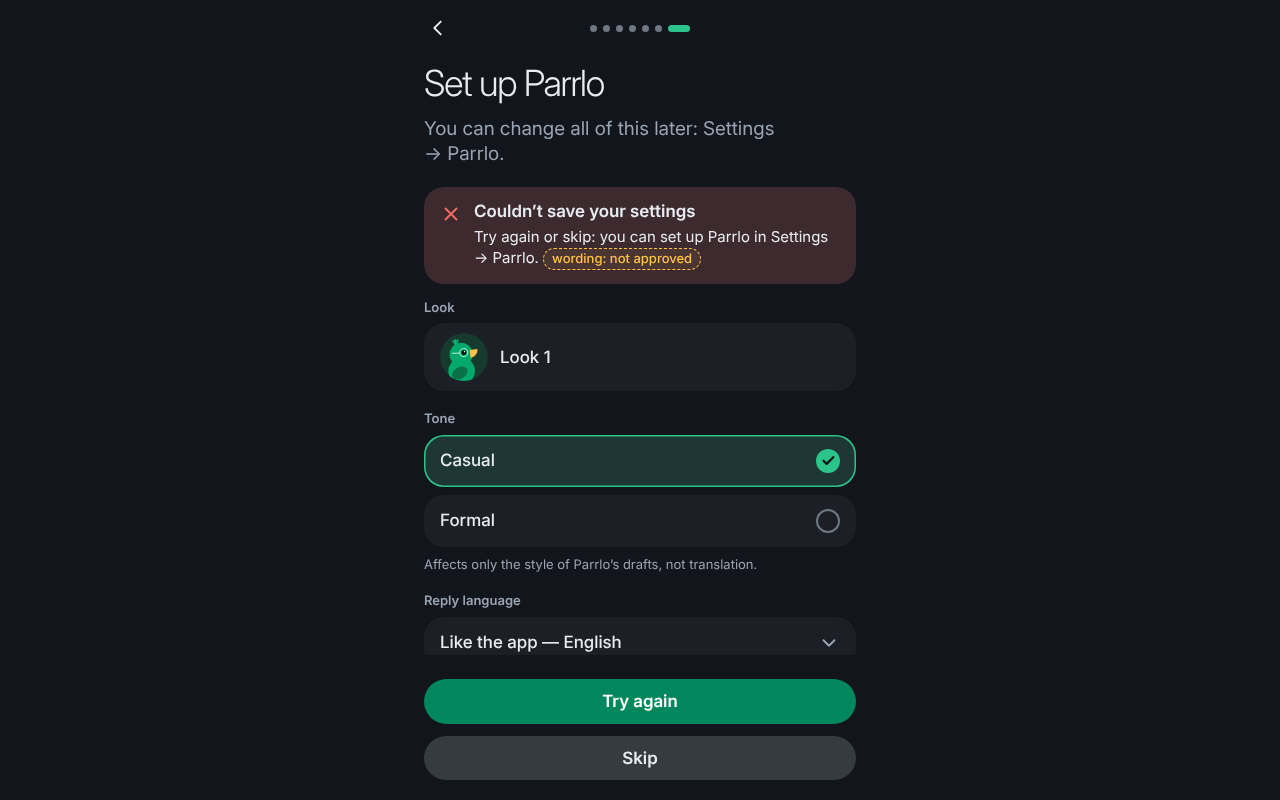 Set up Parrlo
You can change all of this later: Settings
→ Parrlo.
Couldn’t save your settings
Try again or skip: you can set up Parrlo in Settings
→ Parrlo. wording: not approved
Look
Look 1
Tone
Casual
Formal
Affects only the style of Parrlo’s drafts, not translation.
Reply language
Like the app — English
Try again
Skip